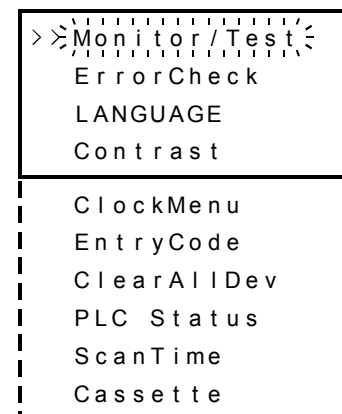 >>Monitor/Test
ErrorCheck
LANGUAGE
Contrast
ClockMenu
EntryCode
ClearAllDev
PLC Status
ScanTime
Cassette